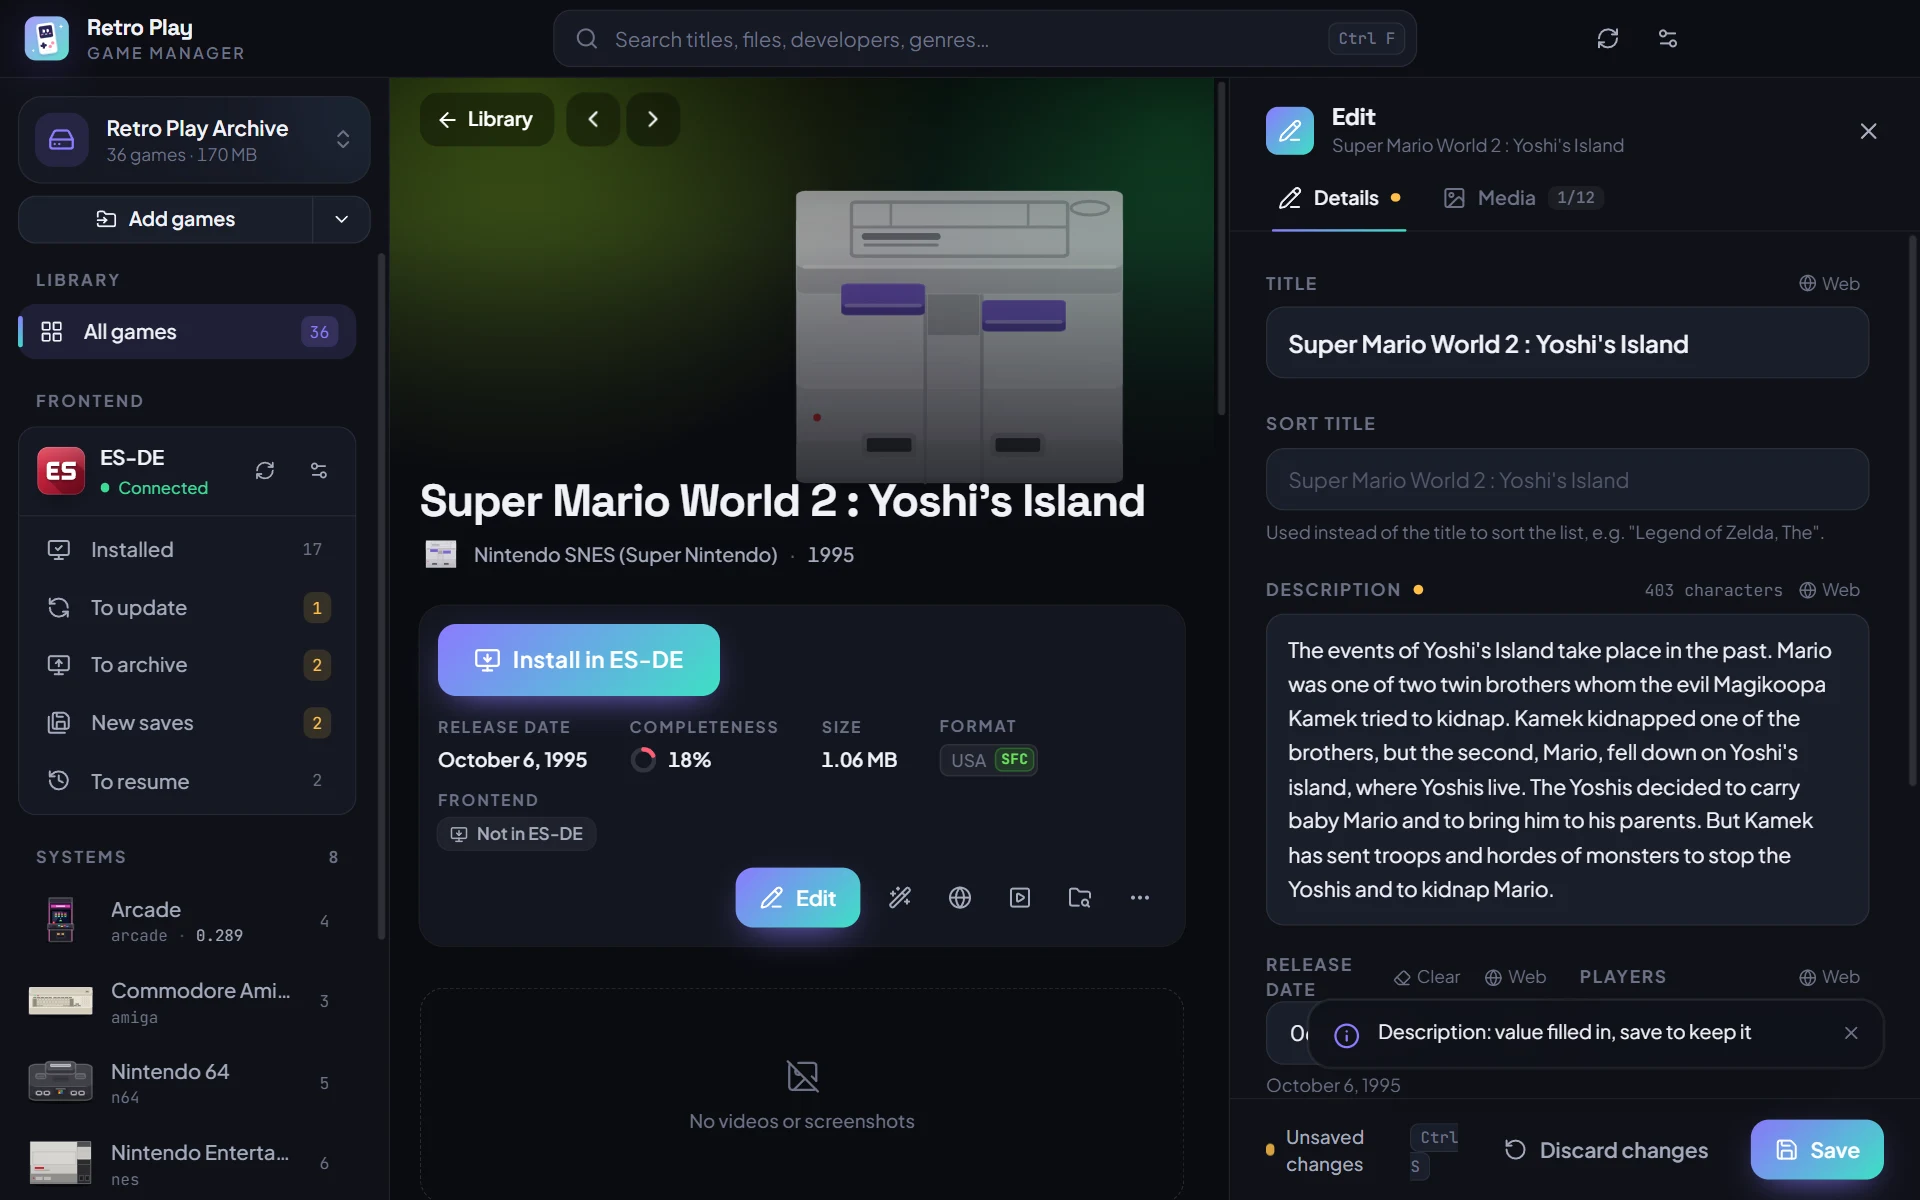 Retro Play
GAME MANAGER
Search titles, files, developers, genres…
Ctrl F
Retro Play Archive
36 games · 170 MB
Add games
LIBRARY
All games
36
FRONTEND
ES
ES-DE
Connected
Installed
17
To update
1
To archive
2
New saves
2
To resume
2
SYSTEMS
8
Arcade
arcade · 0.289
4
Commodore Ami…
amiga
3
Nintendo 64
n64
5
Nintendo Enterta…
nes
6
Library
Super Mario World 2 : Yoshi's Island
Nintendo SNES (Super Nintendo) · 1995
Install in ES-DE
RELEASE DATE
October 6, 1995
COMPLETENESS
18%
SIZE
1.06 MB
FORMAT
USA SFC
FRONTEND
Not in ES-DE
Edit
No videos or screenshots
Edit
Super Mario World 2 : Yoshi's Island
Details
Media
1/12
TITLE
Web
Super Mario World 2 : Yoshi's Island
SORT TITLE
Super Mario World 2 : Yoshi's Island
Used instead of the title to sort the list, e.g. "Legend of Zelda, The".
DESCRIPTION
403 characters
Web
The events of Yoshi's Island take place in the past. Mario
was one of two twin brothers whom the evil Magikoopa
Kamek tried to kidnap. Kamek kidnapped one of the
brothers, but the second, Mario, fell down on Yoshi's
island, where Yoshis live. The Yoshis decided to carry
baby Mario and to bring him to his parents. But Kamek
has sent troops and hordes of monsters to stop the
Yoshis and to kidnap Mario.
RELEASE
DATE
Clear
Web
PLAYERS
Web
Description: value filled in, save to keep it
October 6, 1995
Unsaved
changes
Ctrl
S
Discard changes
Save